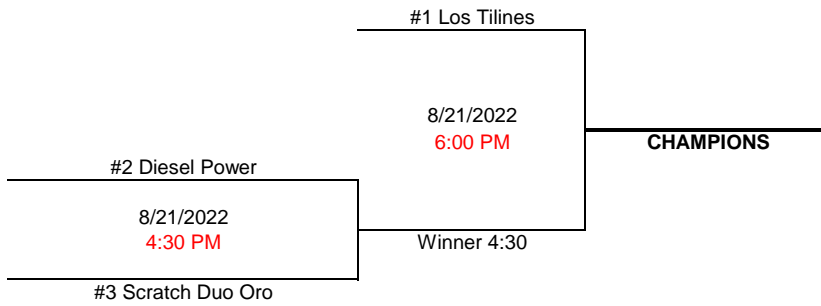 #1 Los Tilines
8/21/2022
6:00 PM
CHAMPIONS
#2 Diesel Power
8/21/2022
4:30 PM
Winner 4:30
#3 Scratch Duo Oro